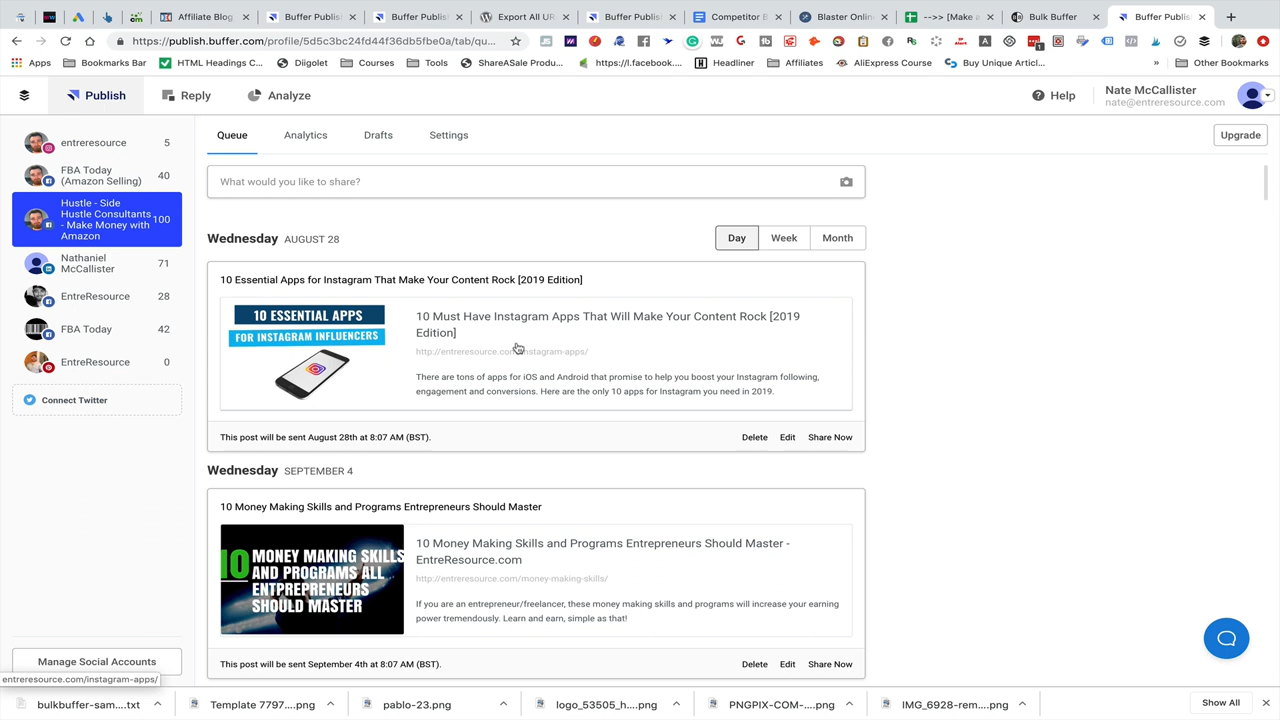 Affiliate Blog
Buffer Publish
Buffer Publish
Export All UR
Buffer Publish
Competitor B
Blaster Online
-->> [Make a
Bulk Buffer
Buffer Publish
https://publish.buffer.com/profile/5d5c3bc24fd44f36db5fbe0a/tab/qu...
Apps
Bookmarks Bar
HTML Headings C...
Diigolet
Courses
Tools
ShareASale Produ...
https://l.facebook....
Headliner
Affiliates
AliExpress Course
Buy Unique Articl...
»
Other Bookmarks
Publish
Reply
Analyze
Help
Nate McCallister
nate@entreresource.com
entreresource 5
FBA Today
(Amazon Selling) 40
Hustle - Side
Hustle Consultants
- Make Money with
Amazon
100
Nathaniel
McCallister 71
EntreResource 28
FBA Today 42
EntreResource 0
Connect Twitter
Manage Social Accounts
entreresource.com/instagram-apps/
Queue
Analytics
Drafts
Settings
Upgrade
What would you like to share?
Wednesday AUGUST 28
Day
Week
Month
10 Essential Apps for Instagram That Make Your Content Rock [2019 Edition]
10 ESSENTIAL APPS
FOR INSTAGRAM INFLUENCERS
10 Must Have Instagram Apps That Will Make Your Content Rock [2019
Edition]
http://entreresource.com/instagram-apps/
There are tons of apps for iOS and Android that promise to help you boost your Instagram following,
engagement and conversions. Here are the only 10 apps for Instagram you need in 2019.
This post will be sent August 28th at 8:07 AM (BST).
Delete
Edit
Share Now
Wednesday SEPTEMBER 4
10 Money Making Skills and Programs Entrepreneurs Should Master
10 MONEY MAKING SKILLS
AND PROGRAMS ALL
ENTPREPRENEURS
SHOULD MASTER
10 Money Making Skills and Programs Entrepreneurs Should Master -
EntreResource.com
http://entreresource.com/money-making-skills/
If you are an entrepreneur/freelancer, these money making skills and programs will increase your earning
power tremendously. Learn and earn, simple as that!
This post will be sent September 4th at 8:07 AM (BST).
Delete
Edit
Share Now
bulkbuffer-sam....txt
Template 7797....png
pablo-23.png
logo_53505_h....png
PNGPIX-COM-....png
IMG_6928-rem....png
Show All